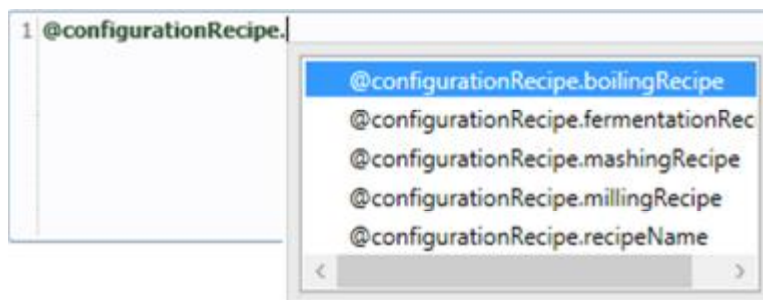 1 @configurationRecipe.
@configurationRecipe.boilingRecipe
@configurationRecipe.fermentationRec
@configurationRecipe.mashingRecipe
@configurationRecipe.millingRecipe
@configurationRecipe.recipeName